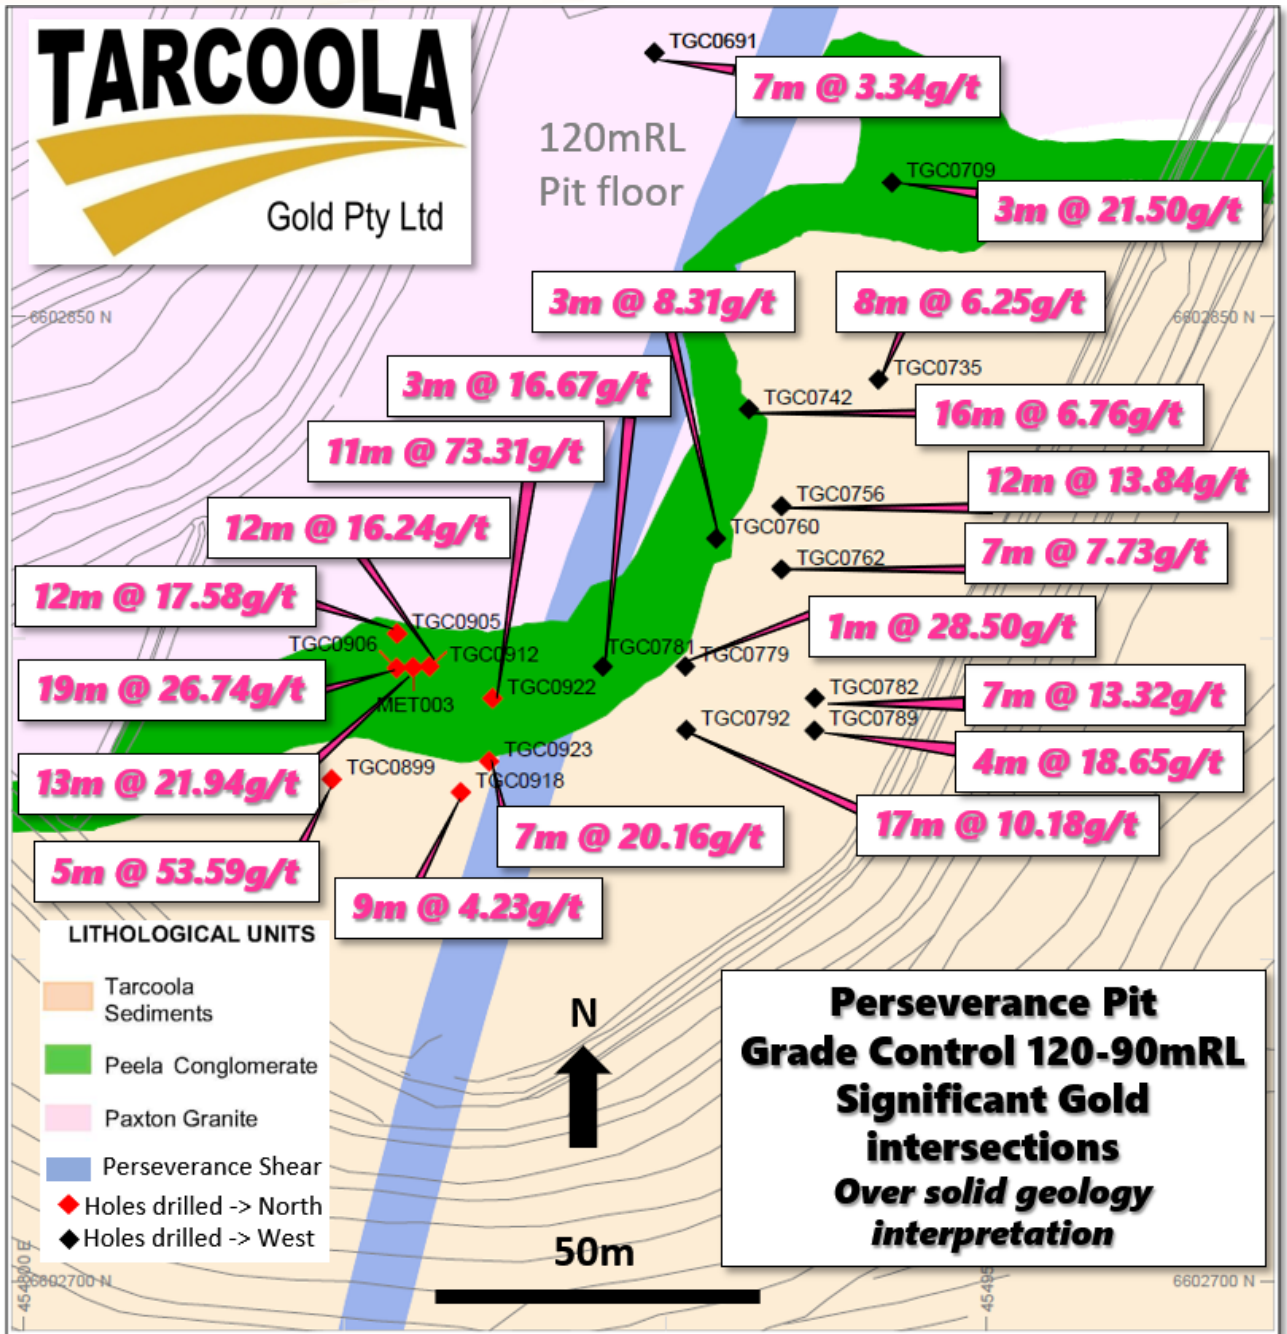 TARCOOLA
Gold Pty Ltd
TGC0691
7m @ 3.34g/t
120mRL
Pit floor
TGC0709
3m @ 21.50g/t
3m @ 8.31g/t
8m @ 6.25g/t
6602850 N
6602850 N
TGC0735
3m @ 16.67g/t
TGC0742
16m @ 6.76g/t
11m @ 73.31g/t
12m @ 13.84g/t
TGC0756
12m @ 16.24g/t
TGC0760
7m @ 7.73g/t
TGC0762
12m @ 17.58g/t
TGC0905
1m @ 28.50g/t
TGC0906
TGC0912
TGC0781
TGC0779
19m @ 26.74g/t
TGC0922
TGC0782
7m @ 13.32g/t
MET003
TGC0792
TGC0789
TGC0923
TGC0899
4m @ 18.65g/t
13m @ 21.94g/t
TGC0918
17m @ 10.18g/t
7m @ 20.16g/t
5m @ 53.59g/t
9m @ 4.23g/t
LITHOLOGICAL UNITS
Tarcoola
Sediments
Peela Conglomerate
Paxton Granite
Perseverance Shear
Holes drilled -> North
Holes drilled -> West
N
50m
Perseverance Pit
Grade Control 120-90mRL
Significant Gold
intersections
Over solid geology
interpretation
454800 E
6602700 N
6602700 N